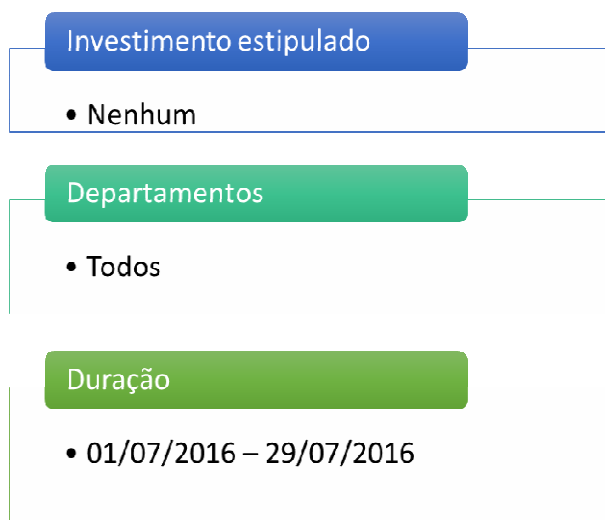 Investimento estipulado
• Nenhum
Departamentos
• Todos
Duração
• 01/07/2016 – 29/07/2016